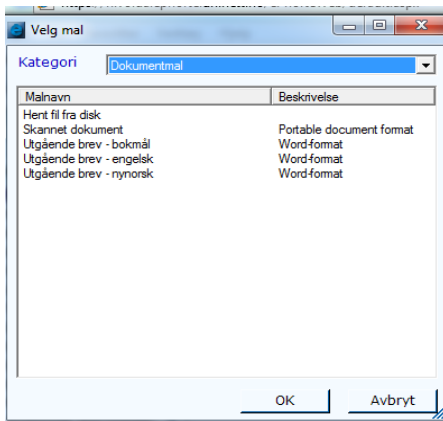 Velg mal
Kategori Dokumentmal
Malnavn Beskrivelse
Hent fil fra disk
Skannet dokument Portable document format
Utgående brev - bokmål Word-format
Utgående brev - engelsk Word-format
Utgående brev - nynorsk Word-format
OK Avbryt